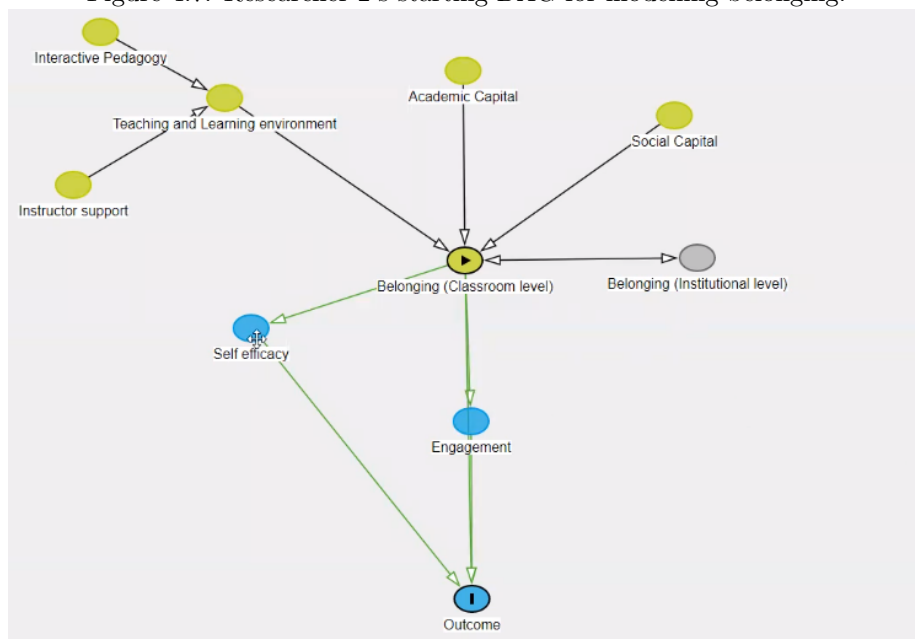 Interactive Pedagogy
Academic Capital
Teaching and Learning environment
Social Capital
Instructor support
Belonging (Classroom level)
Belonging (Institutional level)
Self efficacy
Engagement
Outcome